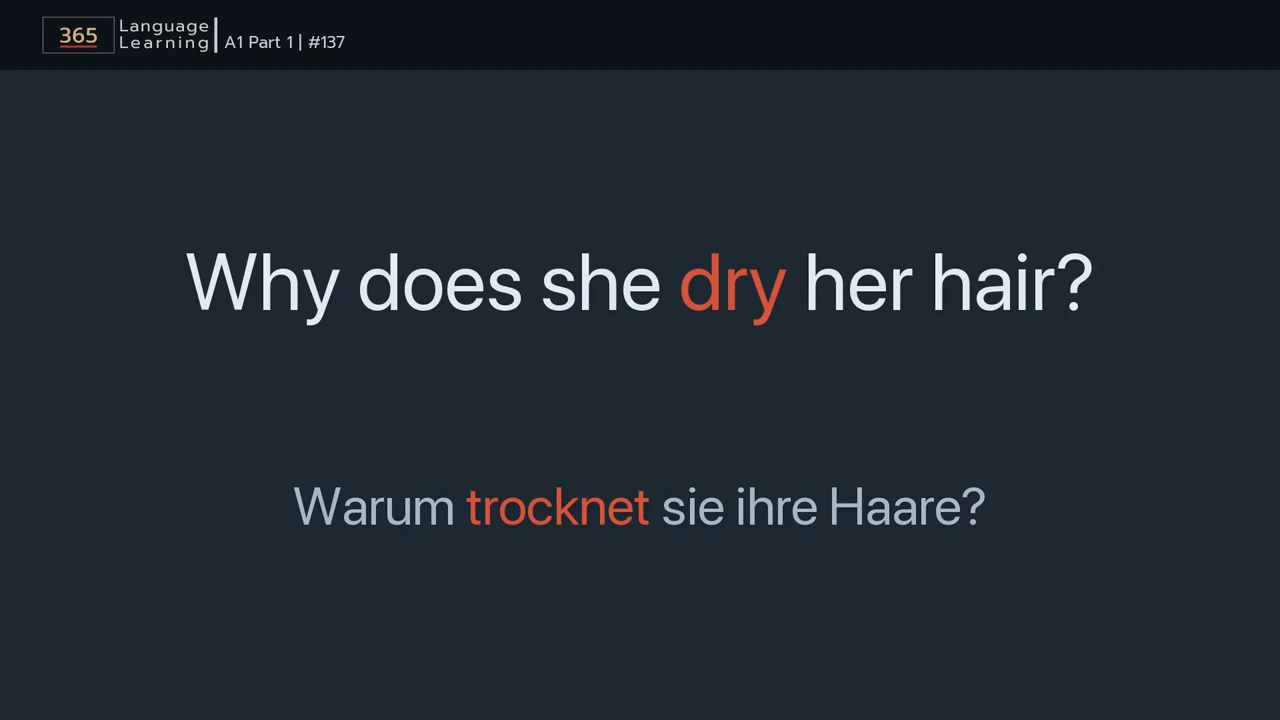 365 Language
Learning | A1 Part 1 | #137
Why does she dry her hair?
Warum trocknet sie ihre Haare?